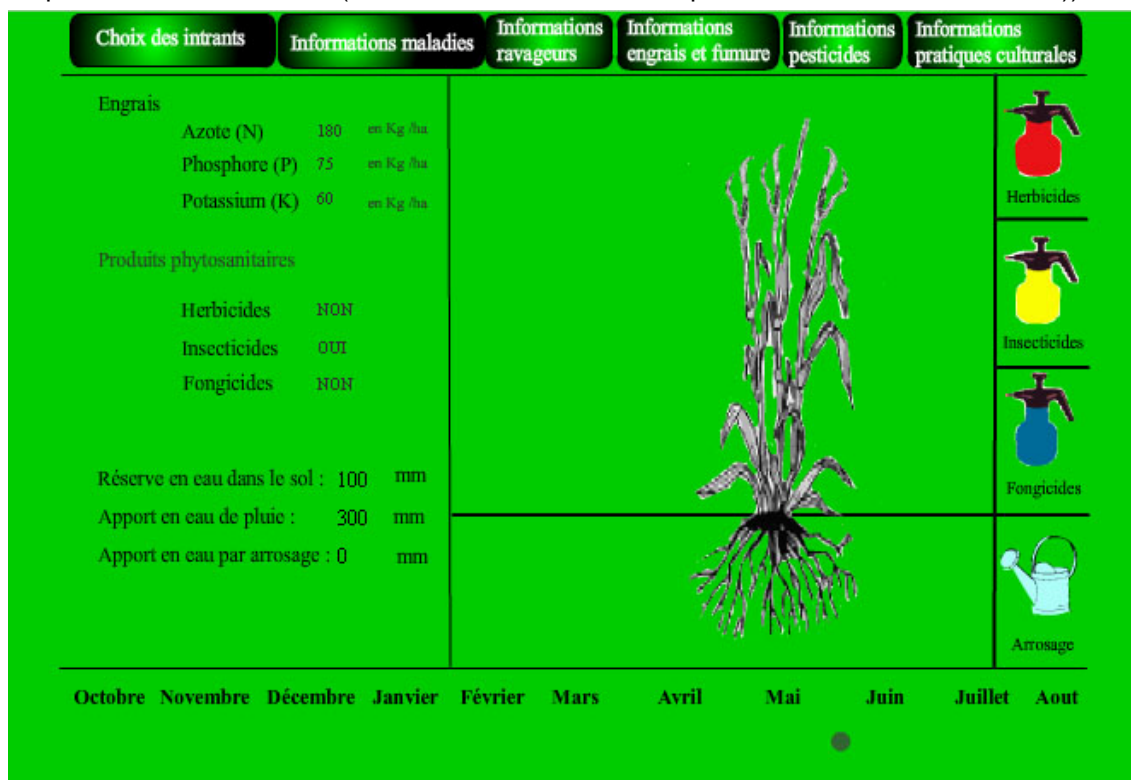 Choix des intrants
Informations maladies
Informations
ravageurs
Informations
engrais et fumure
Informations
pesticides
Informations
pratiques culturales
Engrais
Azote (N) 180 en Kg /ha
Phosphore (P) 75 en Kg /ha
Potassium (K) 60 en Kg /ha
Produits phytosanitaires
Herbicides NON
Insecticides OUI
Fongicides NON
Réserve en eau dans le sol : 100 mm
Apport en eau de pluie : 300 mm
Apport en eau par arrosage : 0 mm
Herbicides
Insecticides
Fongicides
Arrosage
Octobre Novembre Décembre Janvier Février Mars Avril Mai Juin Juillet Aout